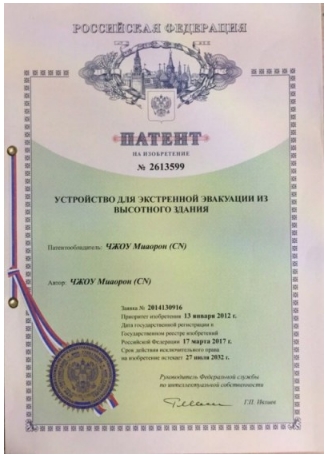 РОССИЙСКАЯ ФЕДЕРАЦИЯ
ПАТЕНТ
НА ИЗОБРЕТЕНИЕ
№ 2613599
УСТРОЙСТВО ДЛЯ ЭКСТРЕННОЙ ЭВАКУАЦИИ ИЗ
ВЫСОТНОГО ЗДАНИЯ
Патентообладатель: ЧЖОУ Миаорон (CN)
Автор: ЧЖОУ Миаорон (CN)
Заявка № 2014130916
Приоритет изобретения 13 января 2012 г.
Дата государственной регистрации в
Государственном реестре изобретений
Российской Федерации 17 марта 2017 г.
Срок действия исключительного права
на изобретение истекает 27 июля 2032 г.
Руководитель Федеральной службы
по интеллектуальной собственности
Г.П. Ивлиев